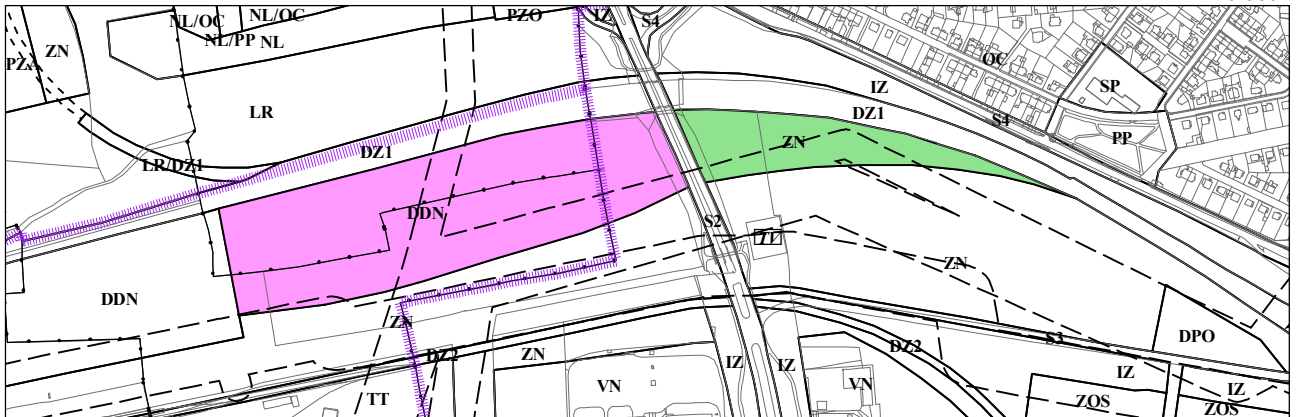 NL/OC
NL/OC
PZO
IZ
S4
NL/PP
NL
ZN
PZA
OC
SP
IZ
LR
DZ1
S4
ZN
PP
DZ1
LR/DZ1
DDN
S2
ZN
DDN
ZN
DPO
S3
DZ2
ZN
DZ2
IZ
IZ
IZ
IZ
TT
VN
VN
ZOS
ZOS